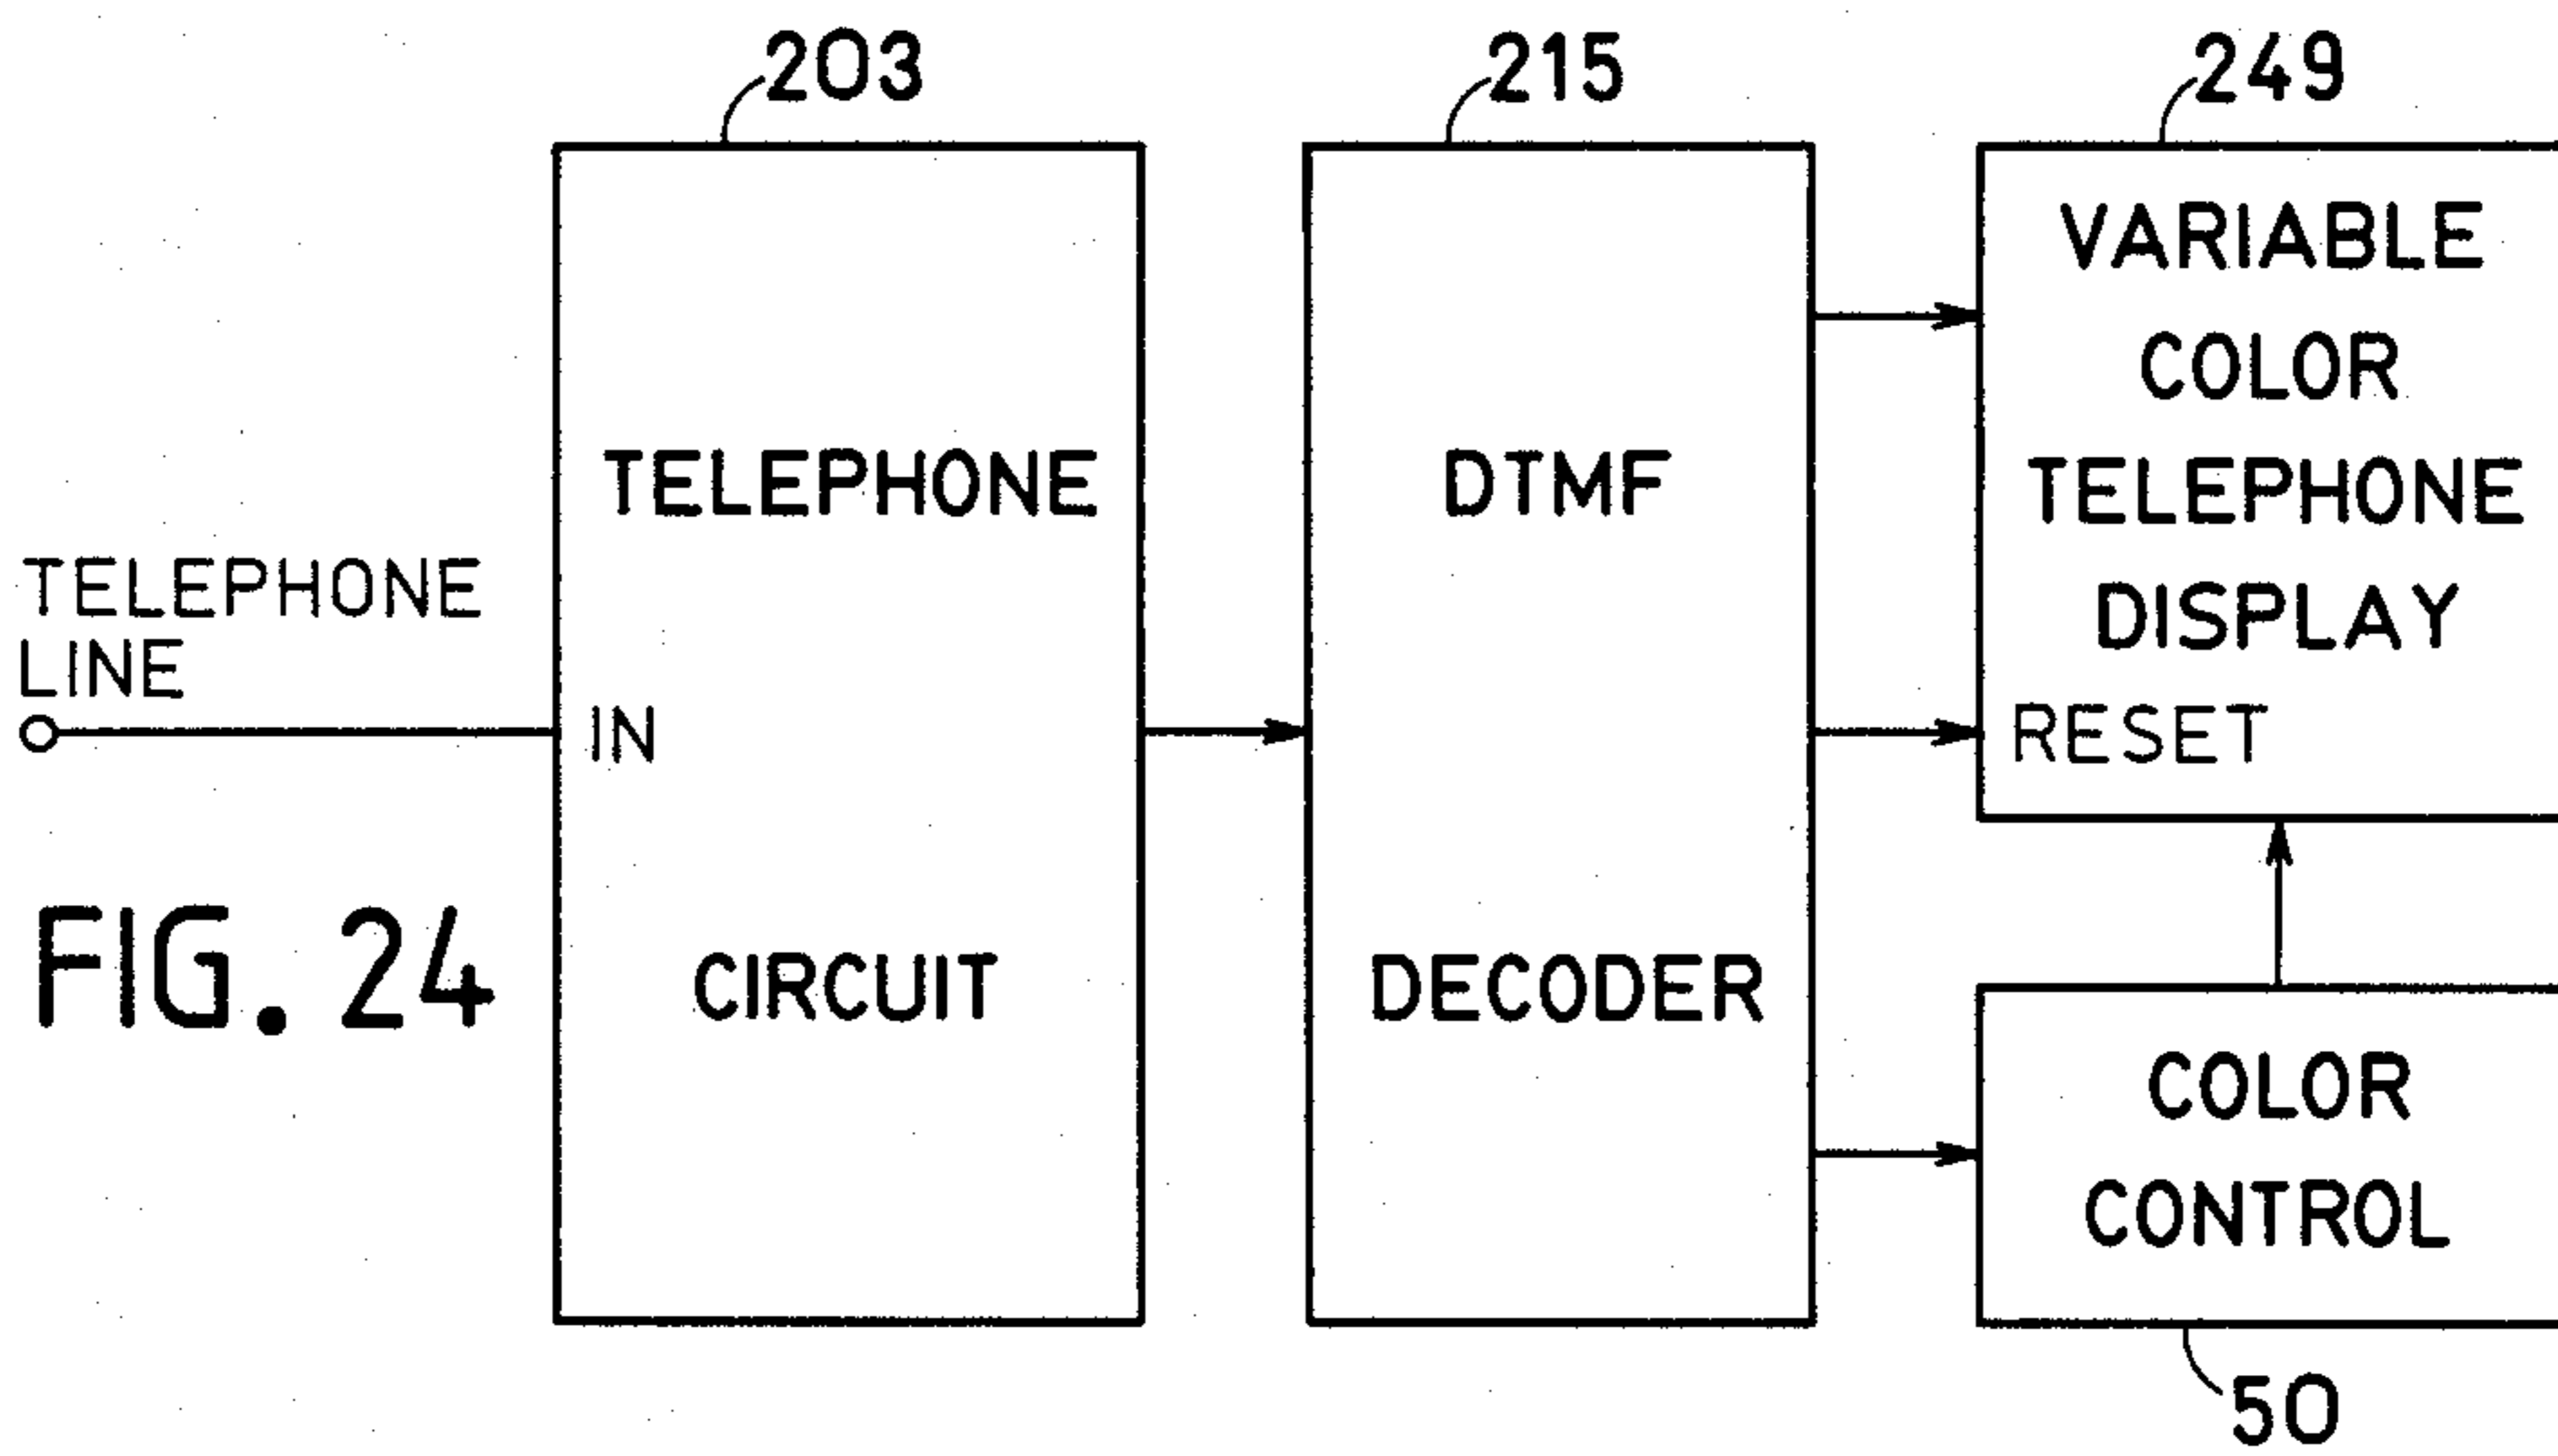 203
215
249
TELEPHONE
LINE
IN
TELEPHONE
CIRCUIT
DTMF
DECODER
VARIABLE
COLOR
TELEPHONE
DISPLAY
RESET
COLOR
CONTROL
50
FIG. 24